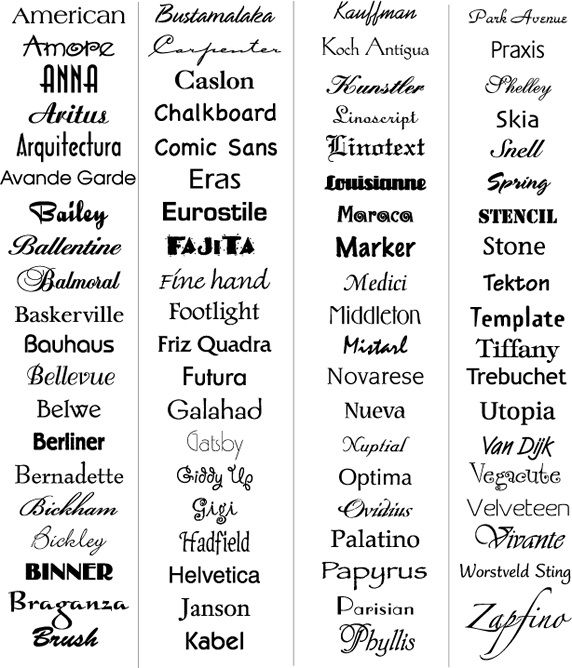 American
Amore
ANNA
Aritus
Arquitectura
Avande Garde
Bailey
Ballentine
Balmoral
Baskerville
Bauhaus
Bellevue
Belwe
Berliner
Bernadette
Bickham
Bickley
BINNER
Braganza
Brush
Bustamalaka
Carpenter
Caslon
Chalkboard
Comic Sans
Eras
Eurostile
FAJITA
Fine hand
Footlight
Friz Quadra
Futura
Galahad
Gatsby
Giddy Up
Gigi
Hadfield
Helvetica
Janson
Kabel
Kauffman
Koch Antigua
Kunstler
Linoscript
Linotext
Louisianne
Maraca
Marker
Medici
Middleton
Mistarl
Novarese
Nueva
Nuptial
Optima
Ovidius
Palatino
Papyrus
Parisian
Phyllis
Park Avenue
Praxis
Shelley
Skia
Snell
Spring
STENCIL
Stone
Tekton
Template
Tiffany
Trebuchet
Utopia
Van Dijk
Vegacute
Velveteen
Vivante
Worstveld Sting
Zapfino